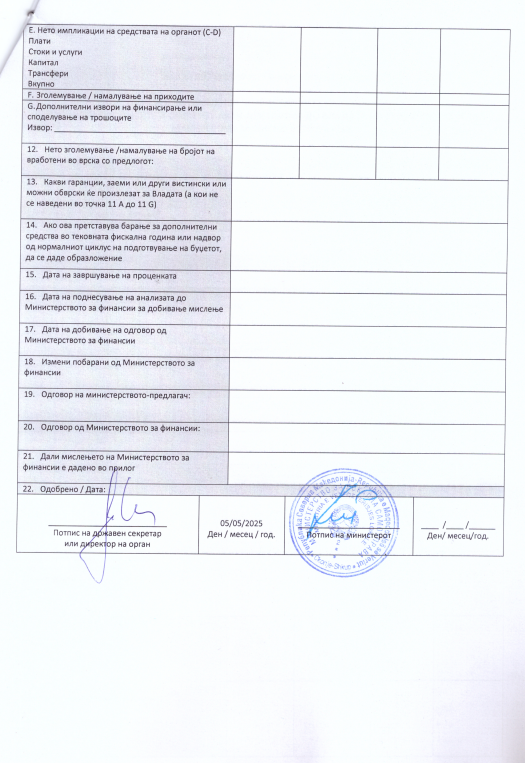 Е. Нето импликации на средствата на органот (C-D)
Плати
Стоки и услуги
Капитал
Трансфери
Вкупно
F. Зголемување / намалување на приходите
G.Дополнителни извори на финансирање или
споделување на трошоците
Извор: ______________________________________
12. Нето зголемување /намалување на бројот на
вработени во врска со предлогот:
13. Какви гаранции, заеми или други вистински или
можни обврски ќе произлезат за Владата (а кои не
се наведени во точка 11 А до 11 G)
14. Ако ова претставува барање за дополнителни
средства во тековната фискална година или надвор
од нормалниот циклус на подготвување на буџетот,
да се даде образложение
15. Дата на завршување на проценката
16. Дата на поднесување на анализата до
Министерството за финансии за добивање мислење
17. Дата на добивање на одговор од
Министерството за финансии
18. Измени побарани од Министерството за
финансии
19. Одговор на министерството-предлагач:
20. Одговор од Министерството за финансии:
21. Дали мислењето на Министерството за
финансии е дадено во прилог
22. Одобрено / Дата:
Потпис на државен секретар
или директор на орган
05/05/2025
Ден / месец / год.
Потпис на министерот
____ /____ /______
Ден/ месец/год.